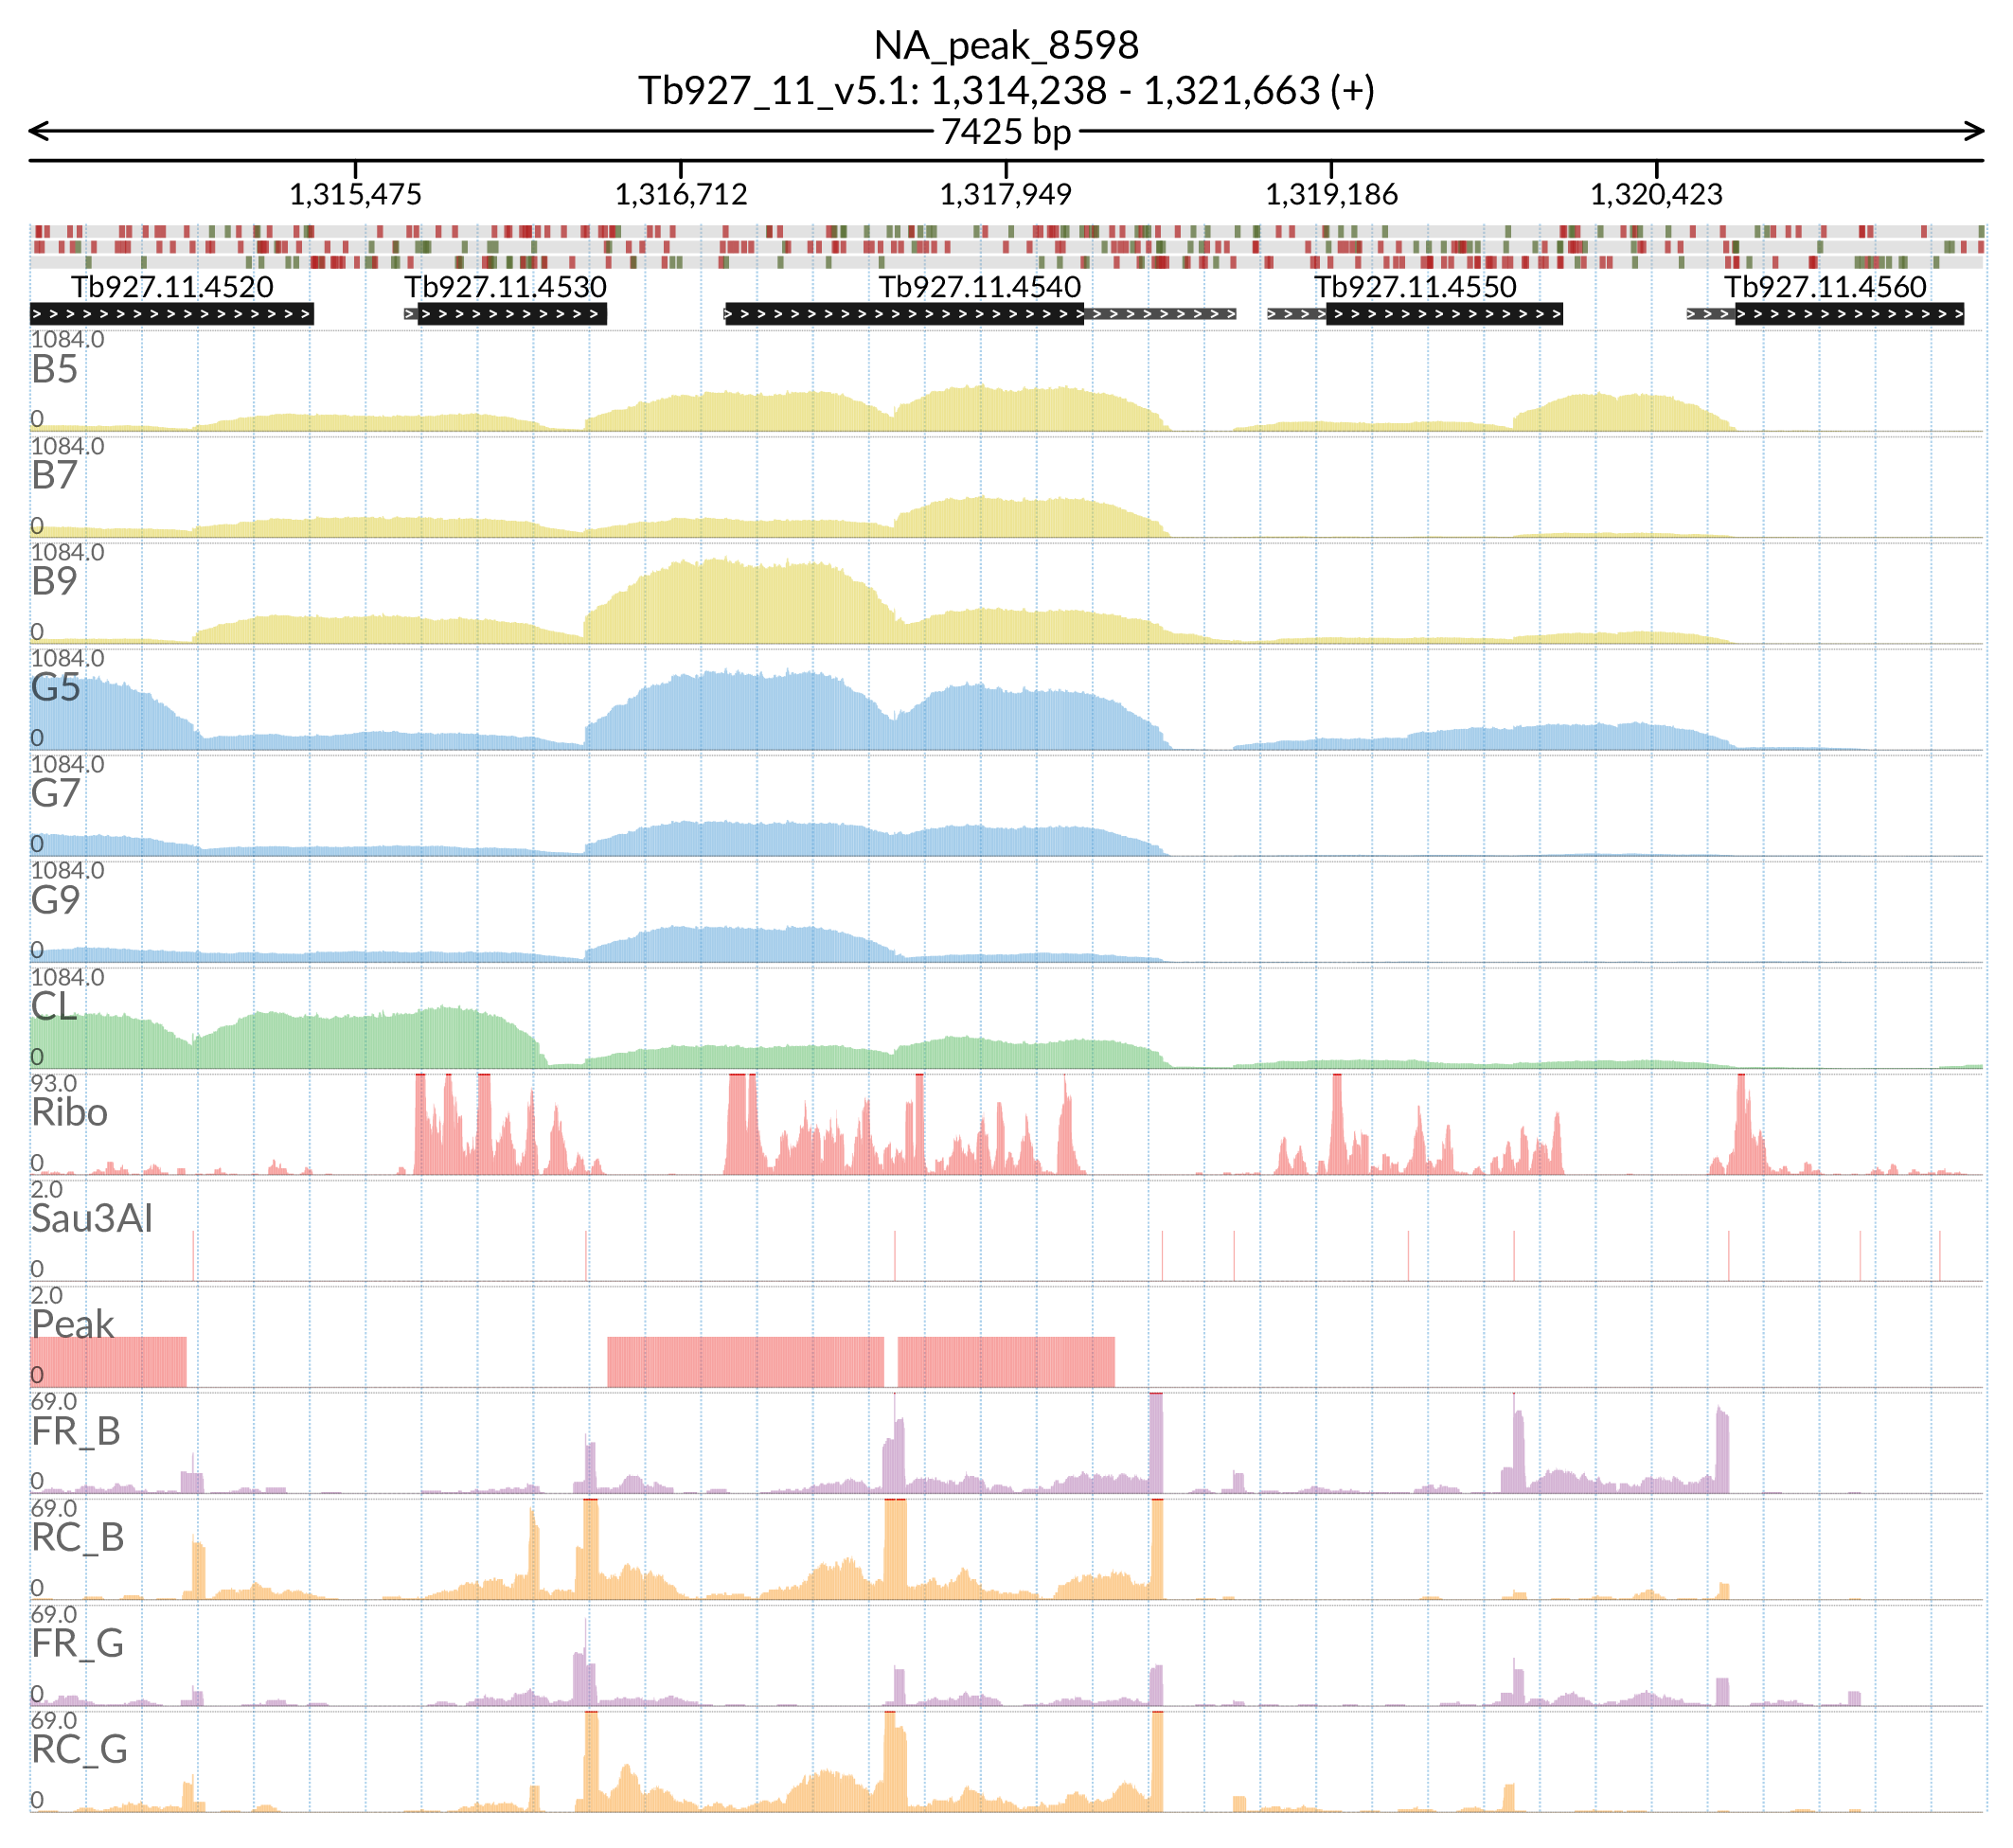 NA_peak_8598
Tb927_11_v5.1: 1,314,238 - 1,321,663 (+)
7425 bp
1,315,475 1,316,712 1,317,949 1,319,186 1,320,423
Tb927.11.4520 Tb927.11.4530 Tb927.11.4540 Tb927.11.4550 Tb927.11.4560
1084.0
B5
0
1084.0
B7
0
1084.0
B9
0
1084.0
G5
0
1084.0
G7
0
1084.0
G9
0
1084.0
CL
0
93.0
Ribo
0
2.0
Sau3AI
0
2.0
Peak
0
69.0
FR_B
0
69.0
RC_B
0
69.0
FR_G
0
69.0
RC_G
0